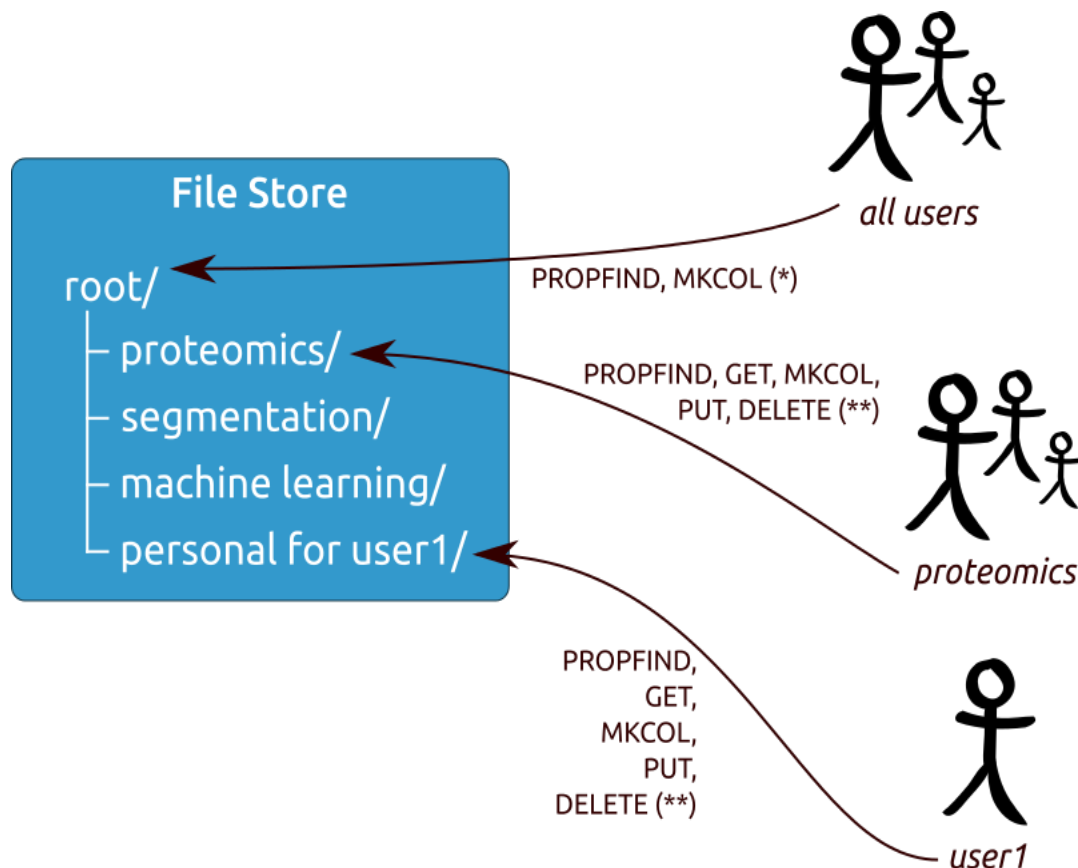 File Store
root/
proteomics/
segmentation/
machine learning/
personal for user1/
all users
PROPFIND, MKCOL (*)
PROPFIND, GET, MKCOL,
PUT, DELETE (**)
proteomics
PROPFIND,
GET,
MKCOL,
PUT,
DELETE (**)
user1